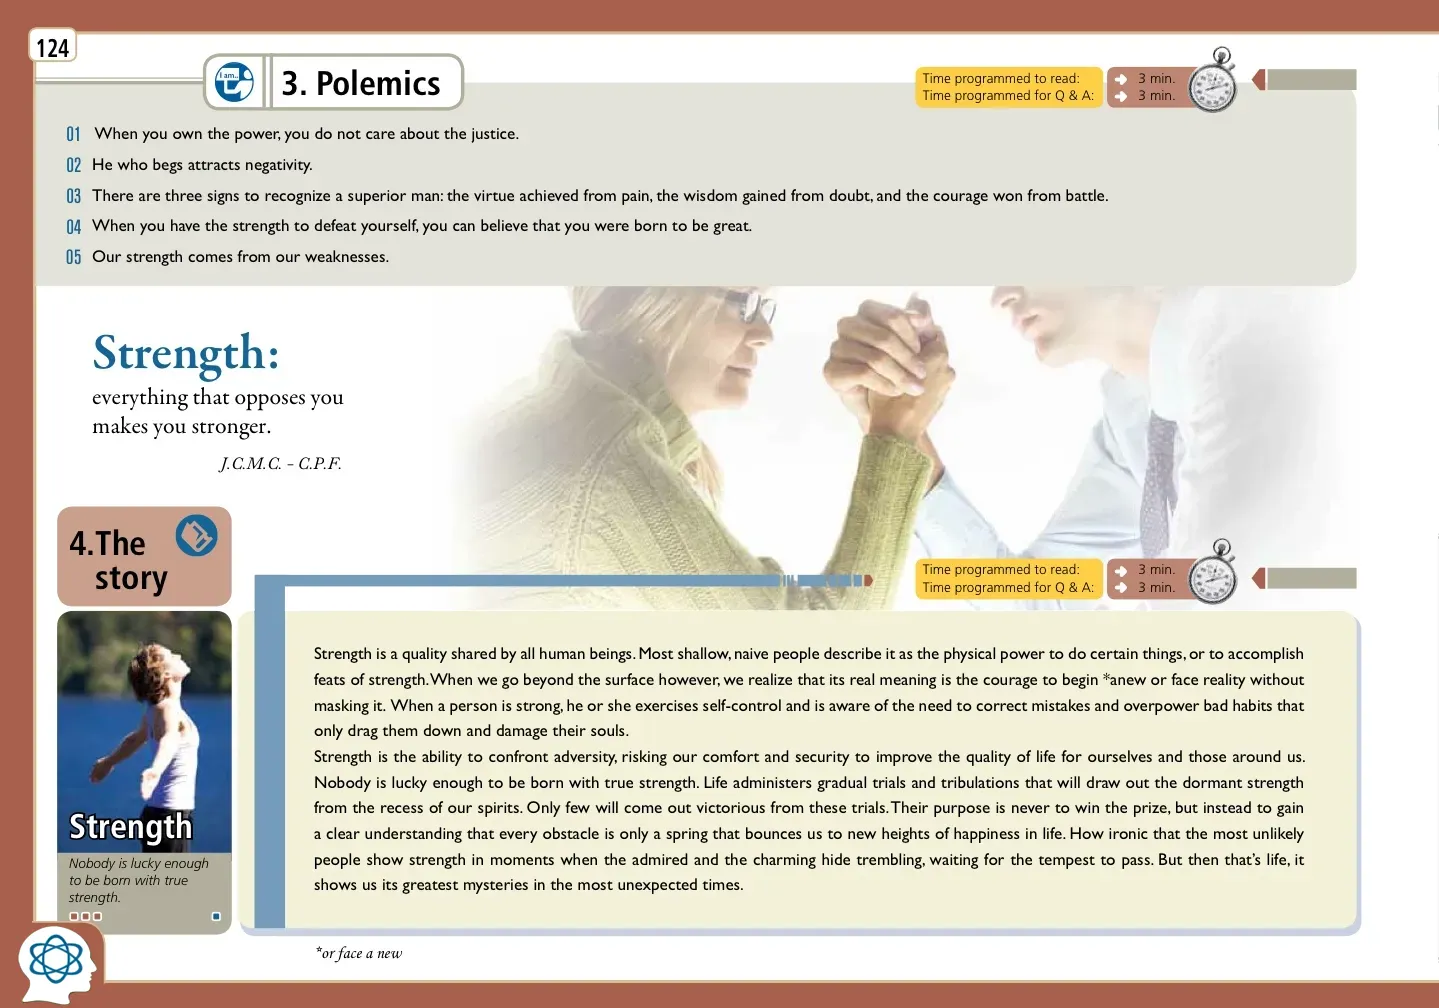 124
I am...
3. Polemics
Time programmed to read: 3 min.
Time programmed for Q & A: 3 min.
01 When you own the power, you do not care about the justice.
02 He who begs attracts negativity.
03 There are three signs to recognize a superior man: the virtue achieved from pain, the wisdom gained from doubt, and the courage won from battle.
04 When you have the strength to defeat yourself, you can believe that you were born to be great.
05 Our strength comes from our weaknesses.
Strength:
everything that opposes you
makes you stronger.
J.C.M.C. - C.P.F.
4. The
story
Time programmed to read: 3 min.
Time programmed for Q & A: 3 min.
Strength is a quality shared by all human beings. Most shallow, naive people describe it as the physical power to do certain things, or to accomplish
feats of strength. When we go beyond the surface however, we realize that its real meaning is the courage to begin *anew or face reality without
masking it. When a person is strong, he or she exercises self-control and is aware of the need to correct mistakes and overpower bad habits that
only drag them down and damage their souls.
Strength is the ability to confront adversity, risking our comfort and security to improve the quality of life for ourselves and those around us.
Nobody is lucky enough to be born with true strength. Life administers gradual trials and tribulations that will draw out the dormant strength
from the recess of our spirits. Only few will come out victorious from these trials. Their purpose is never to win the prize, but instead to gain
a clear understanding that every obstacle is only a spring that bounces us to new heights of happiness in life. How ironic that the most unlikely
people show strength in moments when the admired and the charming hide trembling, waiting for the tempest to pass. But then that's life, it
shows us its greatest mysteries in the most unexpected times.
Strength
Nobody is lucky enough
to be born with true
strength.
*or face a new